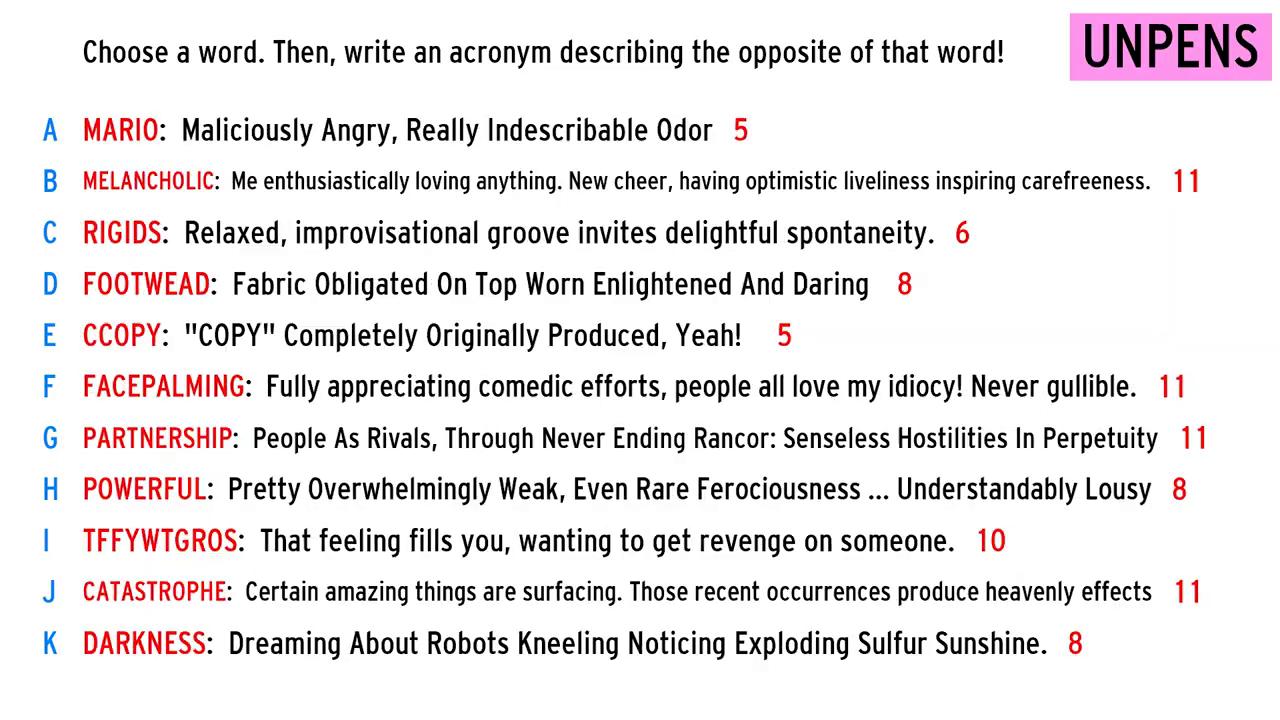 Choose a word. Then, write an acronym describing the opposite of that word!
UNPENS
A MARIO: Maliciously Angry, Really Indescribable Odor 5
B MELANCHOLIC: Me enthusiastically loving anything. New cheer, having optimistic liveliness inspiring carefreeness. 11
C RIGIDS: Relaxed, improvisational groove invites delightful spontaneity. 6
D FOOTWEAD: Fabric Obligated On Top Worn Enlightened And Daring 8
E CCOPY: "COPY" Completely Originally Produced, Yeah! 5
F FACEPALMING: Fully appreciating comedic efforts, people all love my idiocy! Never gullible. 11
G PARTNERSHIP: People As Rivals, Through Never Ending Rancor: Senseless Hostilities In Perpetuity 11
H POWERFUL: Pretty Overwhelmingly Weak, Even Rare Ferociousness ... Understandably Lousy 8
I TFFYWTGROS: That feeling fills you, wanting to get revenge on someone. 10
J CATASTROPHE: Certain amazing things are surfacing. Those recent occurrences produce heavenly effects 11
K DARKNESS: Dreaming About Robots Kneeling Noticing Exploding Sulfur Sunshine. 8